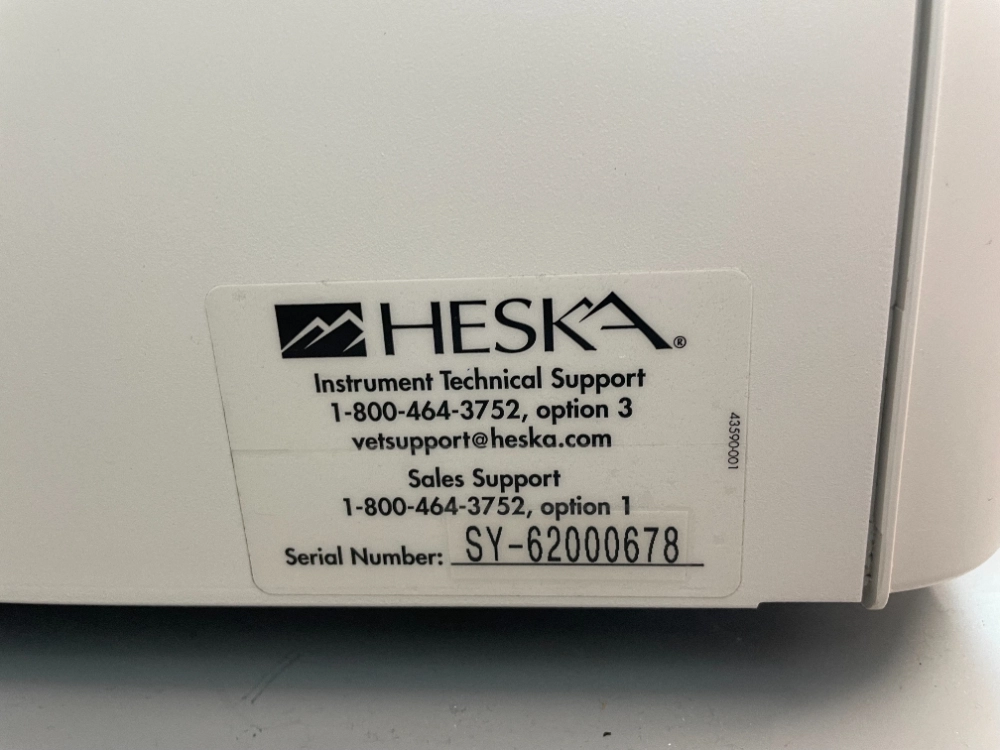 HESKA®
Instrument Technical Support
1-800-464-3752, option 3
vetsupport@heska.com
Sales Support
1-800-464-3752, option 1
Serial Number: SY-62000678
43590-001